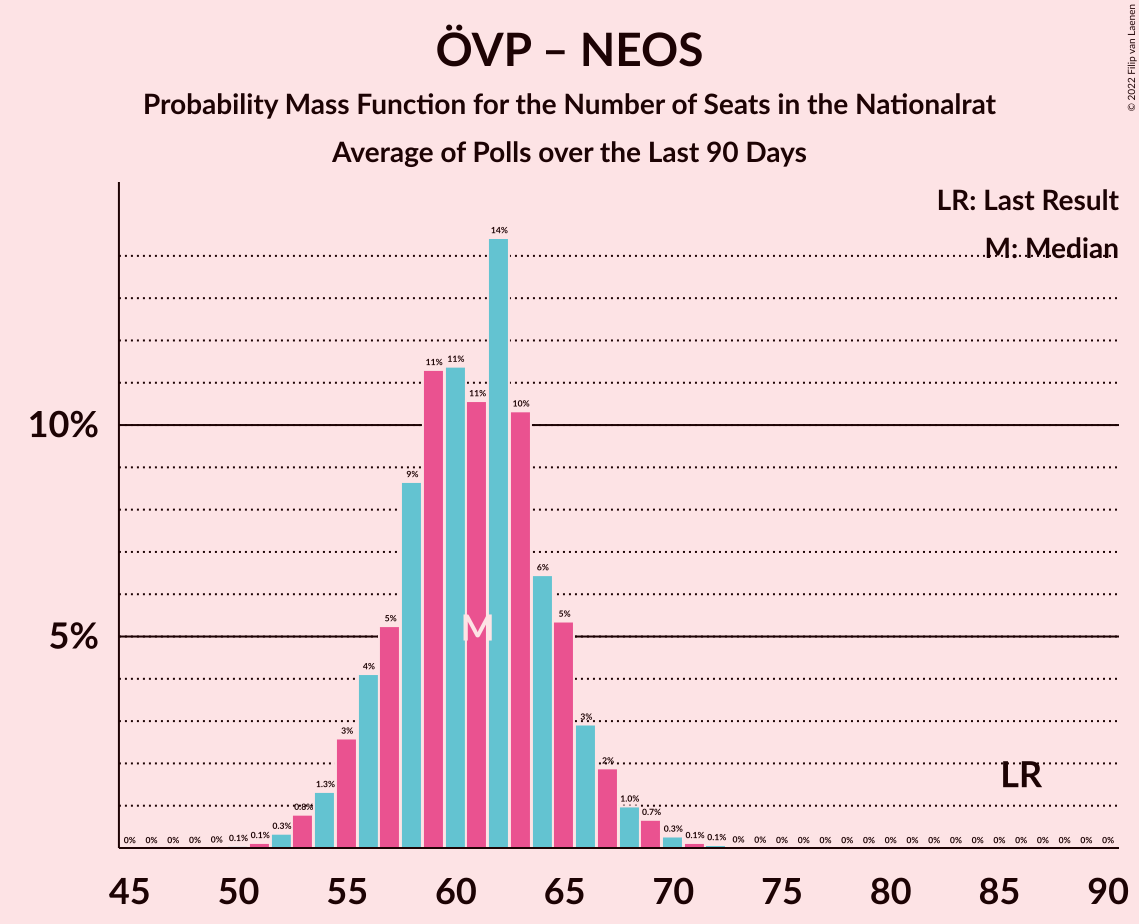 ÖVP – NEOS
Probability Mass Function for the Number of Seats in the Nationalrat
Average of Polls over the Last 90 Days
© 2022 Filip van Laenen
LR: Last Result
M: Median
10%
5%
0% 0% 0% 0% 0% 0.1% 0.1% 0.3% 0.8% 1.3% 3% 4% 5% 9% 11% 11% 11% 14% 10% 6% 5% 3% 2% 1.0% 0.7% 0.3% 0.1% 0.1% 0% 0% 0% 0% 0% 0% 0% 0% 0% 0% 0% 0% 0% 0% 0% 0% 0% 0%
M
LR
45 50 55 60 65 70 75 80 85 90